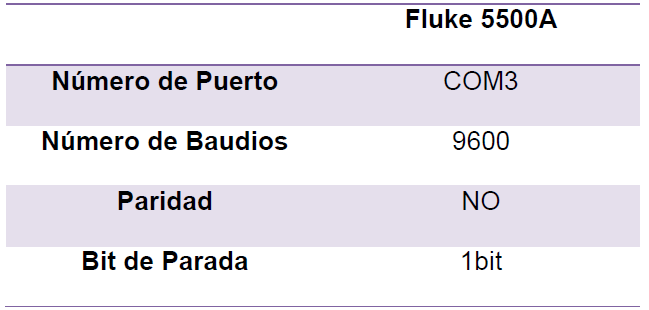 Fluke 5500A
Número de Puerto COM3
Número de Baudios 9600
Paridad NO
Bit de Parada 1bit